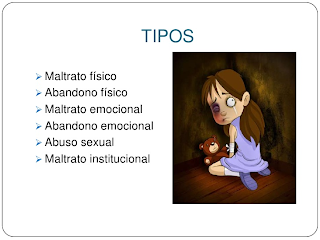 TIPOS
Maltrato físico
Abandono físico
Maltrato emocional
Abandono emocional
Abuso sexual
Maltrato institucional